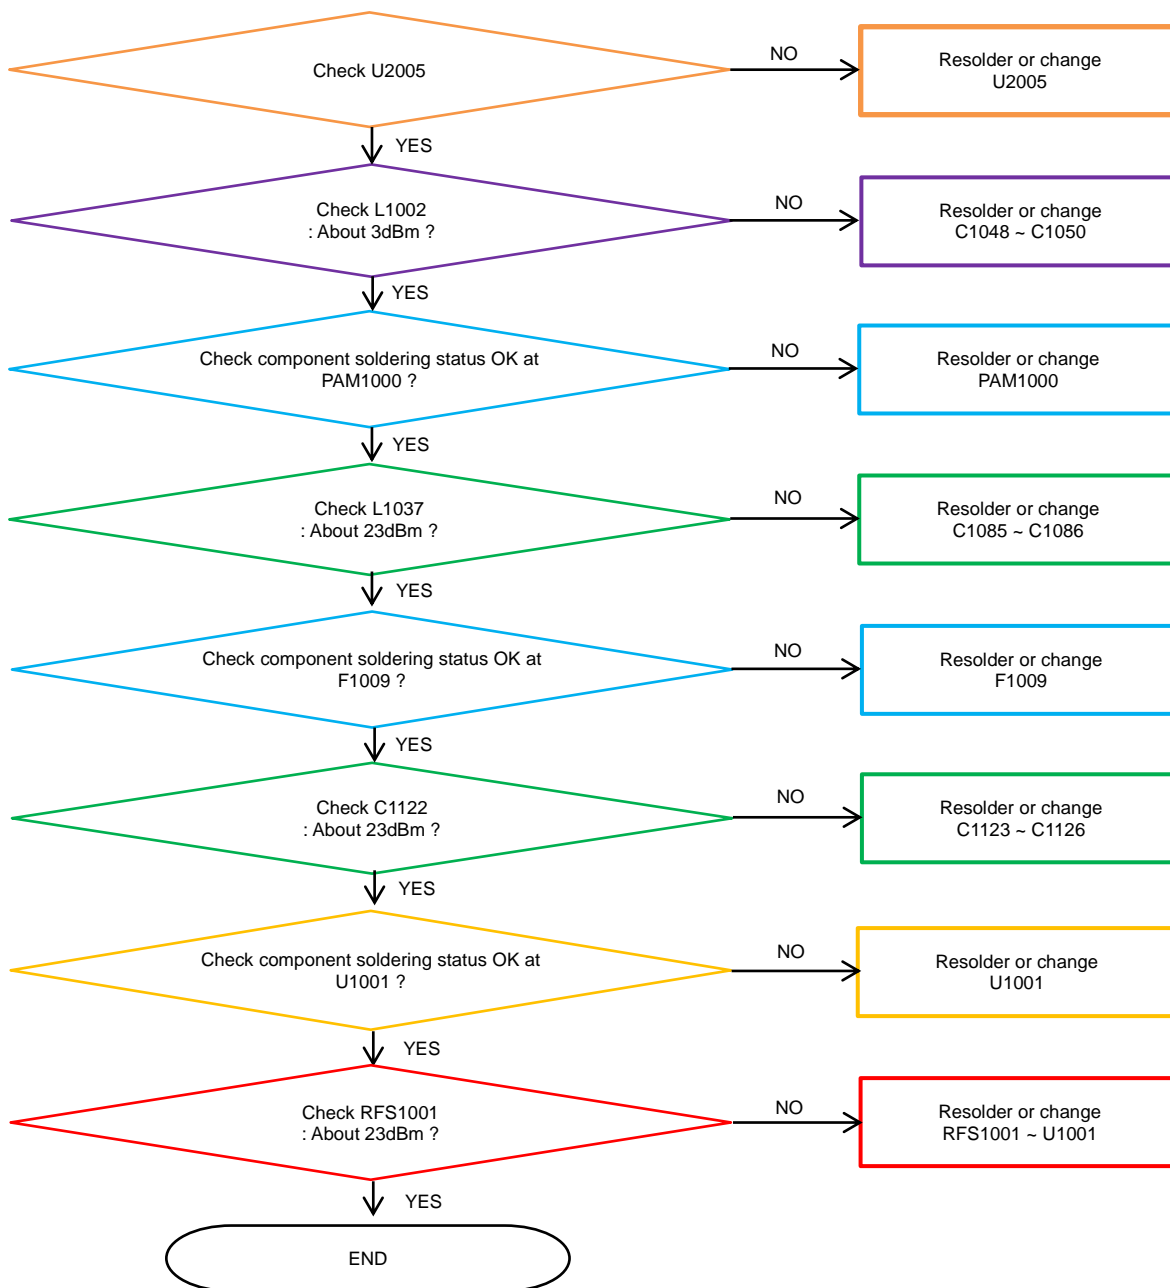 Check U2005
NO
Resolder or change
U2005
YES
Check L1002
: About 3dBm ?
NO
Resolder or change
C1048 ~ C1050
YES
Check component soldering status OK at
PAM1000 ?
NO
Resolder or change
PAM1000
YES
Check L1037
: About 23dBm ?
NO
Resolder or change
C1085 ~ C1086
YES
Check component soldering status OK at
F1009 ?
NO
Resolder or change
F1009
YES
Check C1122
: About 23dBm ?
NO
Resolder or change
C1123 ~ C1126
YES
Check component soldering status OK at
U1001 ?
NO
Resolder or change
U1001
YES
Check RFS1001
: About 23dBm ?
NO
Resolder or change
RFS1001 ~ U1001
YES
END